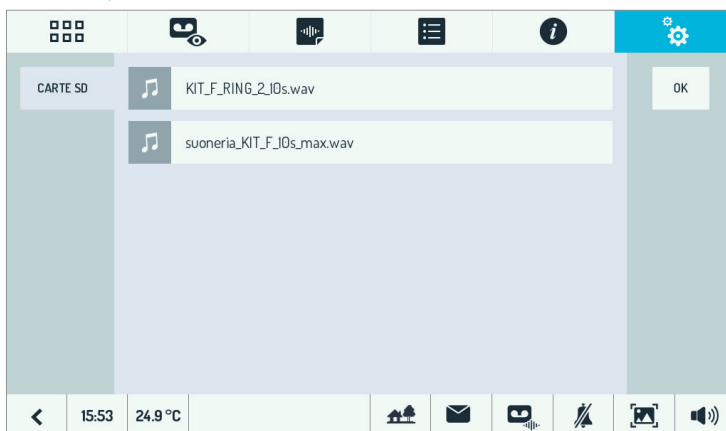 CARTE SD
KIT_F_RING_2_10s.wav
OK
suoneria_KIT_F_10s_max.wav
15:53
24.9 °C